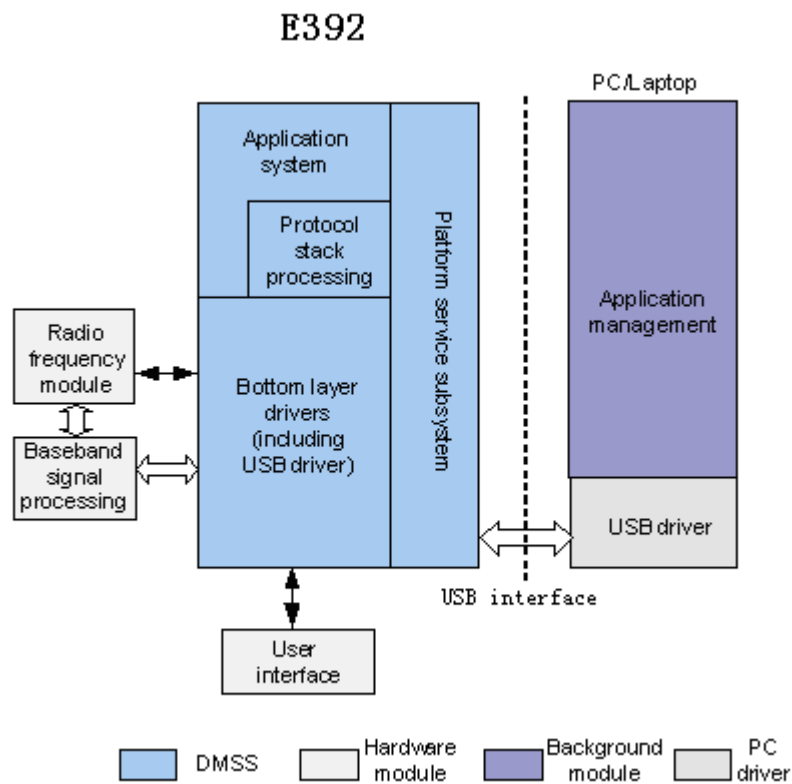 E392
PC/Laptop
Application
system
Protocol
stack
processing
Platform service subsystem
Application
management
Radio
frequency
module
Bottom layer
drivers
(including
USB driver)
Baseband
signal
processing
USB driver
USB interface
User
interface
DMSS
Hardware
module
Background
module
PC
driver